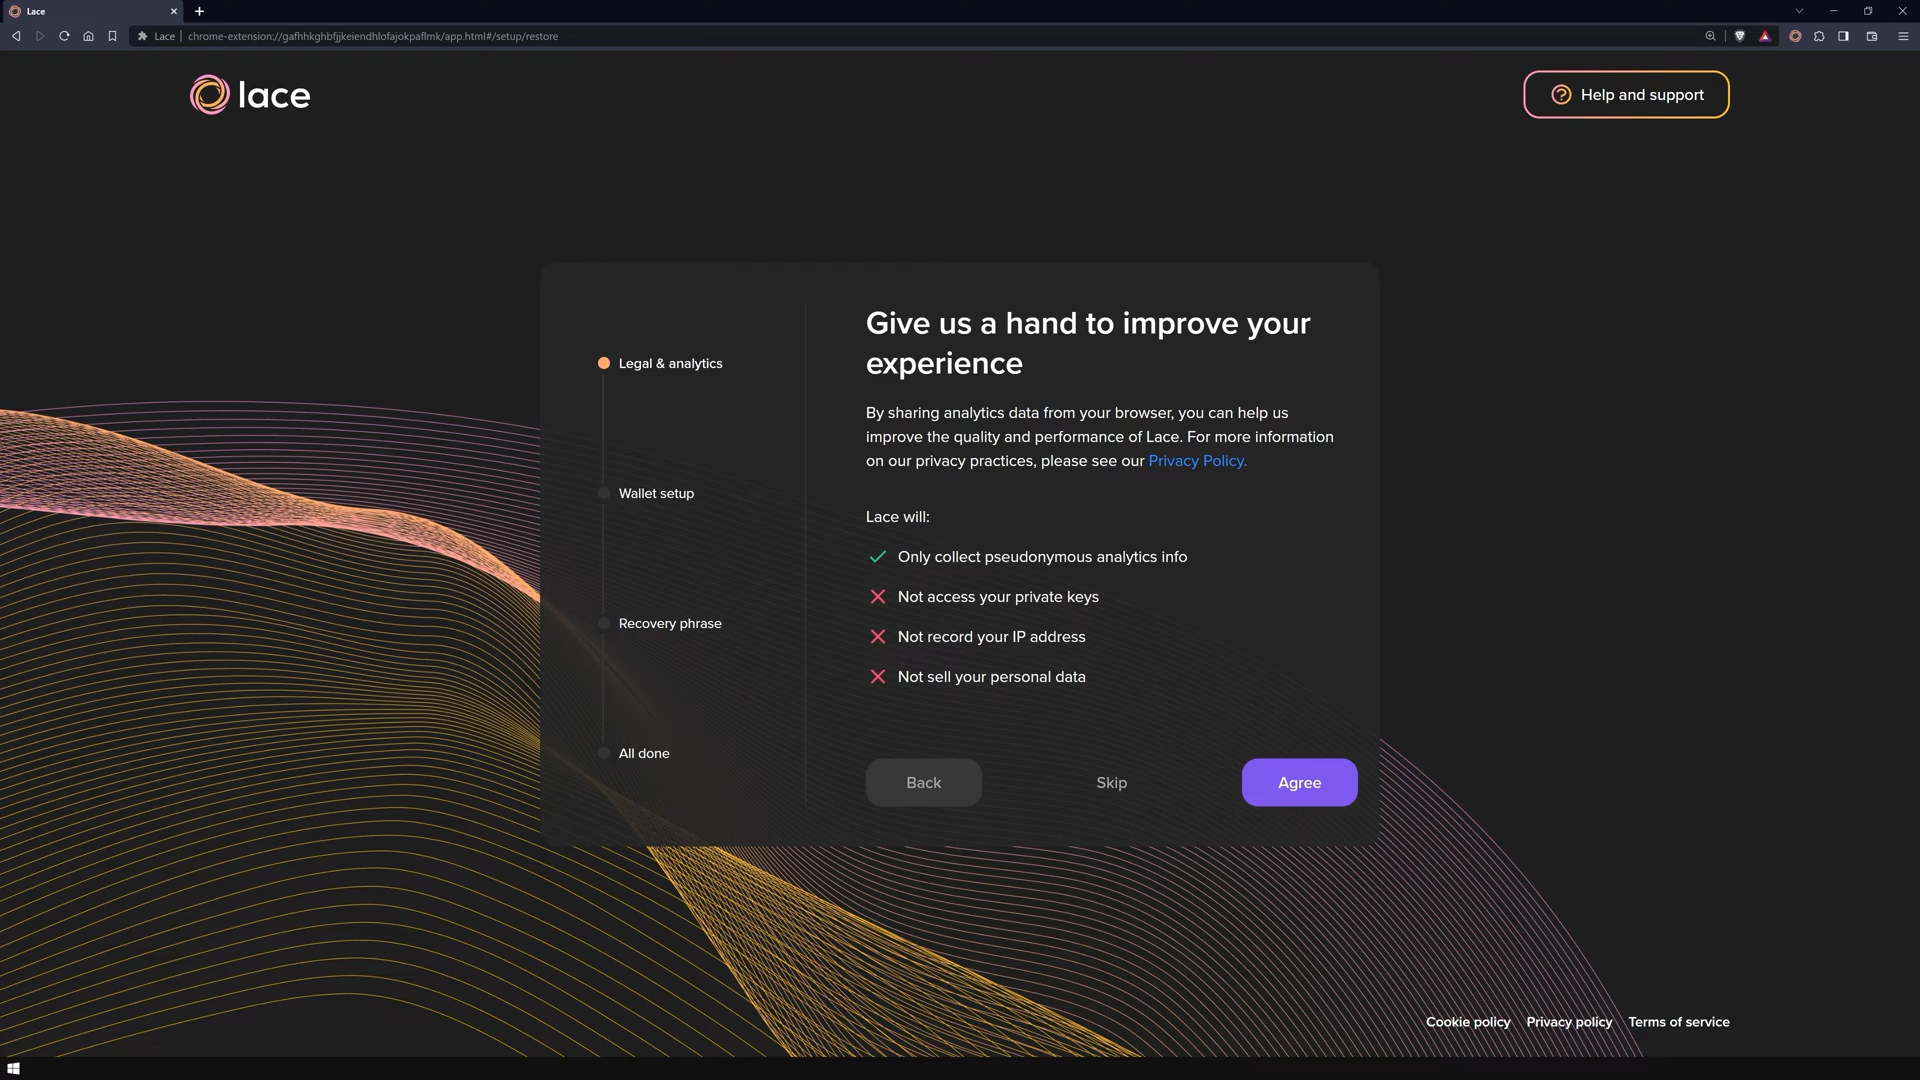 Lace
Lace
chrome-extension://gafhhkghbfjjkeiendhlofajokpaflmk/app.html#/setup/restore
lace
Help and support
Legal & analytics
Wallet setup
Recovery phrase
All done
Give us a hand to improve your
experience
By sharing analytics data from your browser, you can help us
improve the quality and performance of Lace. For more information
on our privacy practices, please see our Privacy Policy.
Lace will:
Only collect pseudonymous analytics info
Not access your private keys
Not record your IP address
Not sell your personal data
Back
Skip
Agree
Cookie policy
Privacy policy
Terms of service